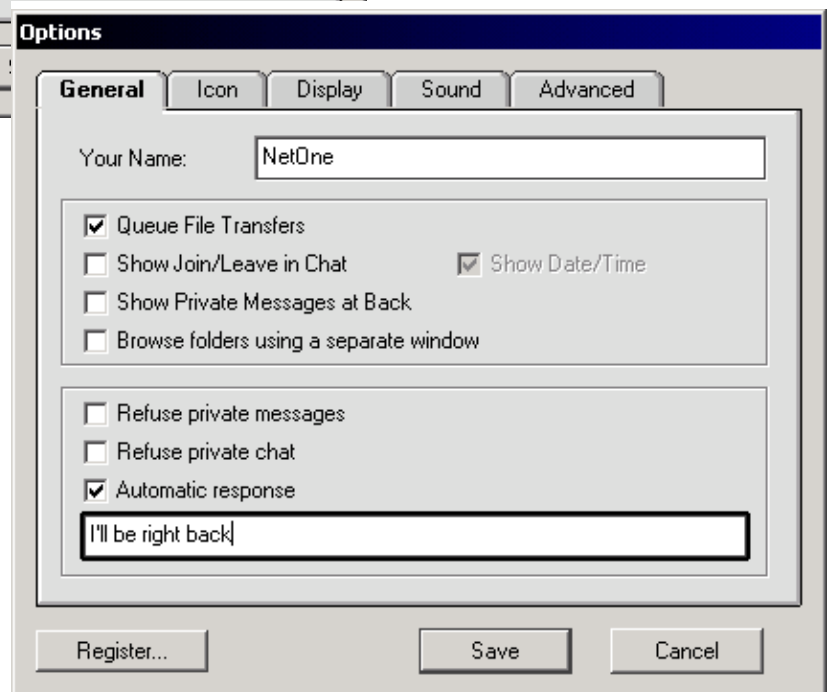 Options
General Icon Display Sound Advanced
Your Name: NetOne
Queue File Transfers
Show Join/Leave in Chat Show Date/Time
Show Private Messages at Back
Browse folders using a separate window
Refuse private messages
Refuse private chat
Automatic response
I'll be right back
Register... Save Cancel